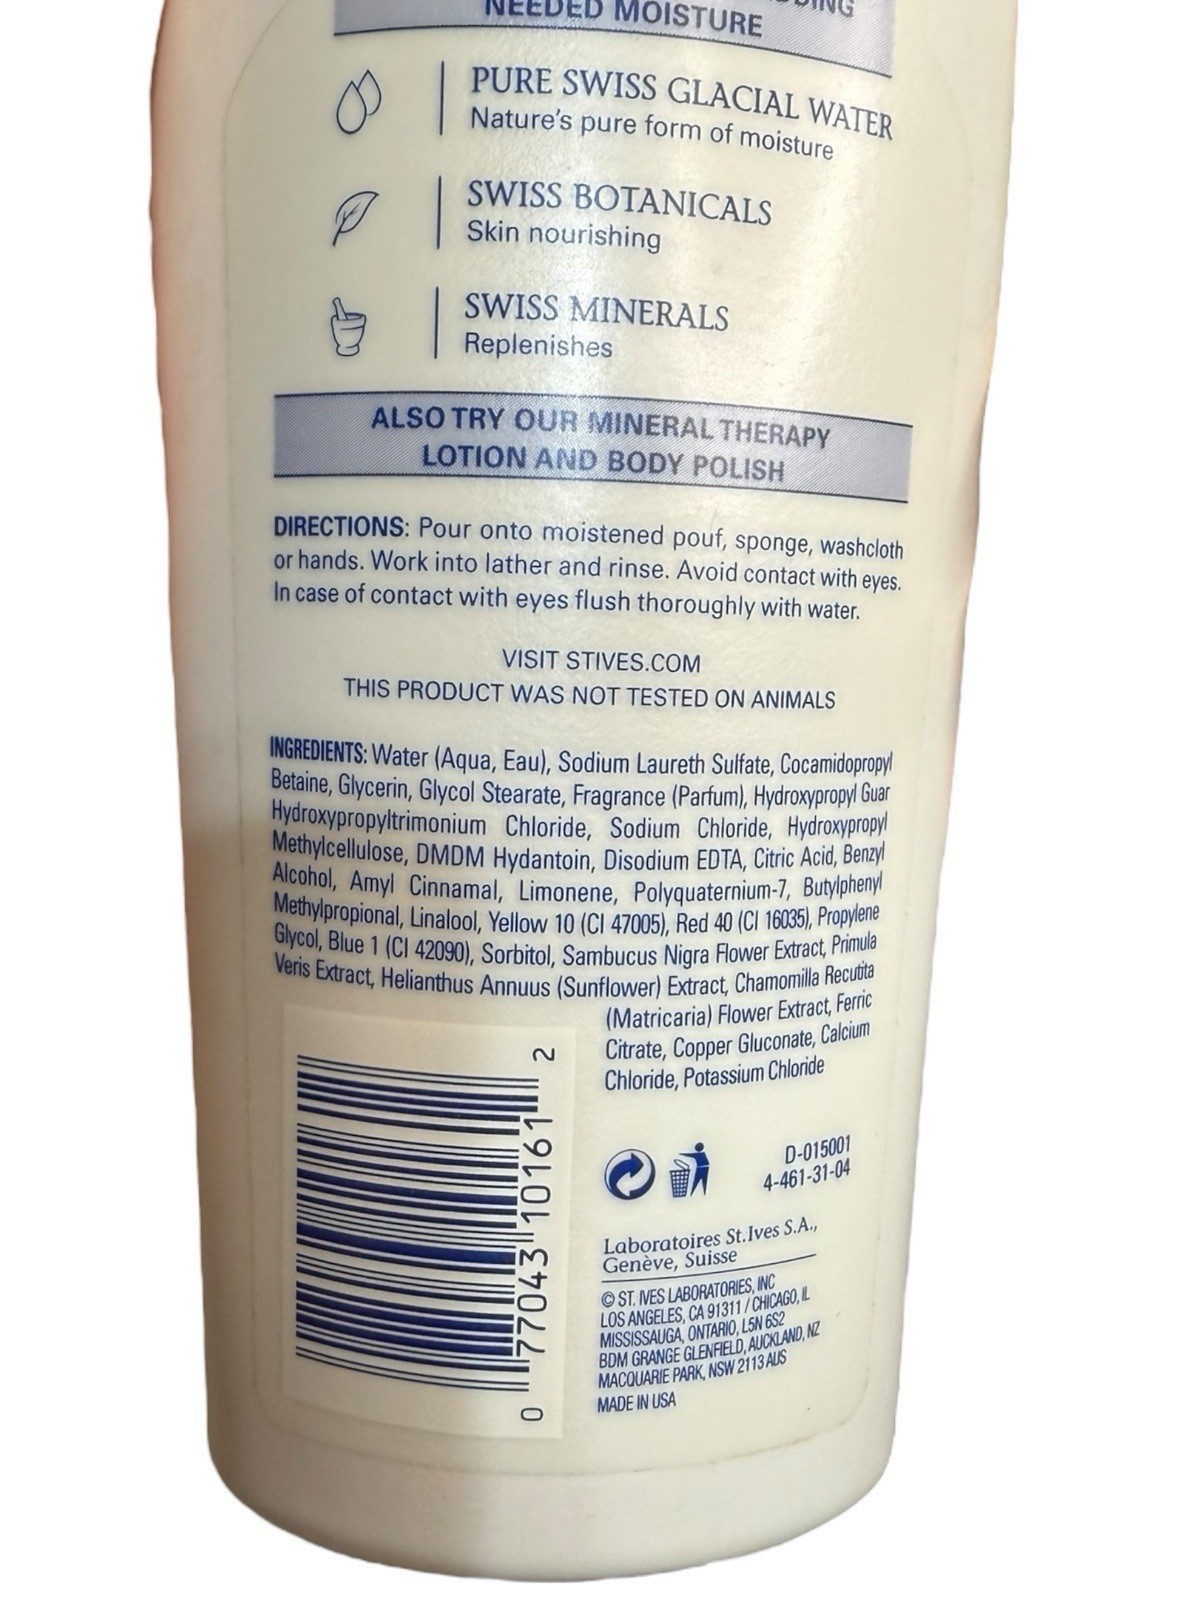 NEEDED MOISTURE
PURE SWISS GLACIAL WATER
Nature's pure form of moisture
SWISS BOTANICALS
Skin nourishing
SWISS MINERALS
Replenishes
ALSO TRY OUR MINERAL THERAPY
LOTION AND BODY POLISH
DIRECTIONS: Pour onto moistened pouf, sponge, washcloth
or hands. Work into lather and rinse. Avoid contact with eyes.
In case of contact with eyes flush thoroughly with water.
VISIT STIVES.COM
THIS PRODUCT WAS NOT TESTED ON ANIMALS
INGREDIENTS: Water (Aqua, Eau), Sodium Laureth Sulfate, Cocamidopropyl
Betaine, Glycerin, Glycol Stearate, Fragrance (Parfum), Hydroxypropyl Guar
Hydroxypropyltrimonium Chloride, Sodium Chloride, Hydroxypropyl
Methylcellulose, DMDM Hydantoin, Disodium EDTA, Citric Acid, Benzyl
Alcohol, Amyl Cinnamal, Limonene, Polyquaternium-7, Butylphenyl
Methylpropional, Linalool, Yellow 10 (CI 47005), Red 40 (CI 16035), Propylene
Glycol, Blue 1 (CI 42090), Sorbitol, Sambucus Nigra Flower Extract, Primula
Veris Extract, Helianthus Annuus (Sunflower) Extract, Chamomilla Recutita
(Matricaria) Flower Extract, Ferric
Citrate, Copper Gluconate, Calcium
Chloride, Potassium Chloride
0 77043 10161 2
D-015001
4-461-31-04
Laboratoires St.Ives S.A.,
Genève, Suisse
© ST. IVES LABORATORIES, INC
LOS ANGELES, CA 91311 / CHICAGO, IL
MISSISSAUGA, ONTARIO, L5N 6S2
BDM GRANGE GLENFIELD, AUCKLAND, NZ
MACQUARIE PARK, NSW 2113 AUS
MADE IN USA